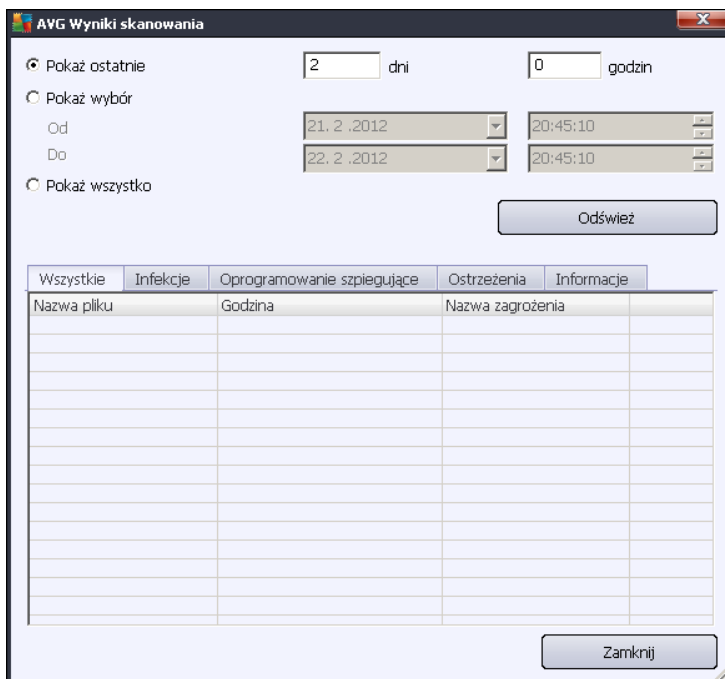 AVG Wyniki skanowania
Pokaż ostatnie 2 dni 0 godzin
Pokaż wybór
Od 21. 2 .2012 20:45:10
Do 22. 2 .2012 20:45:10
Pokaż wszystko
Odśwież
Wszystkie Infekcje Oprogramowanie szpiegujące Ostrzeżenia Informacje
Nazwa pliku Godzina Nazwa zagrożenia
Zamknij